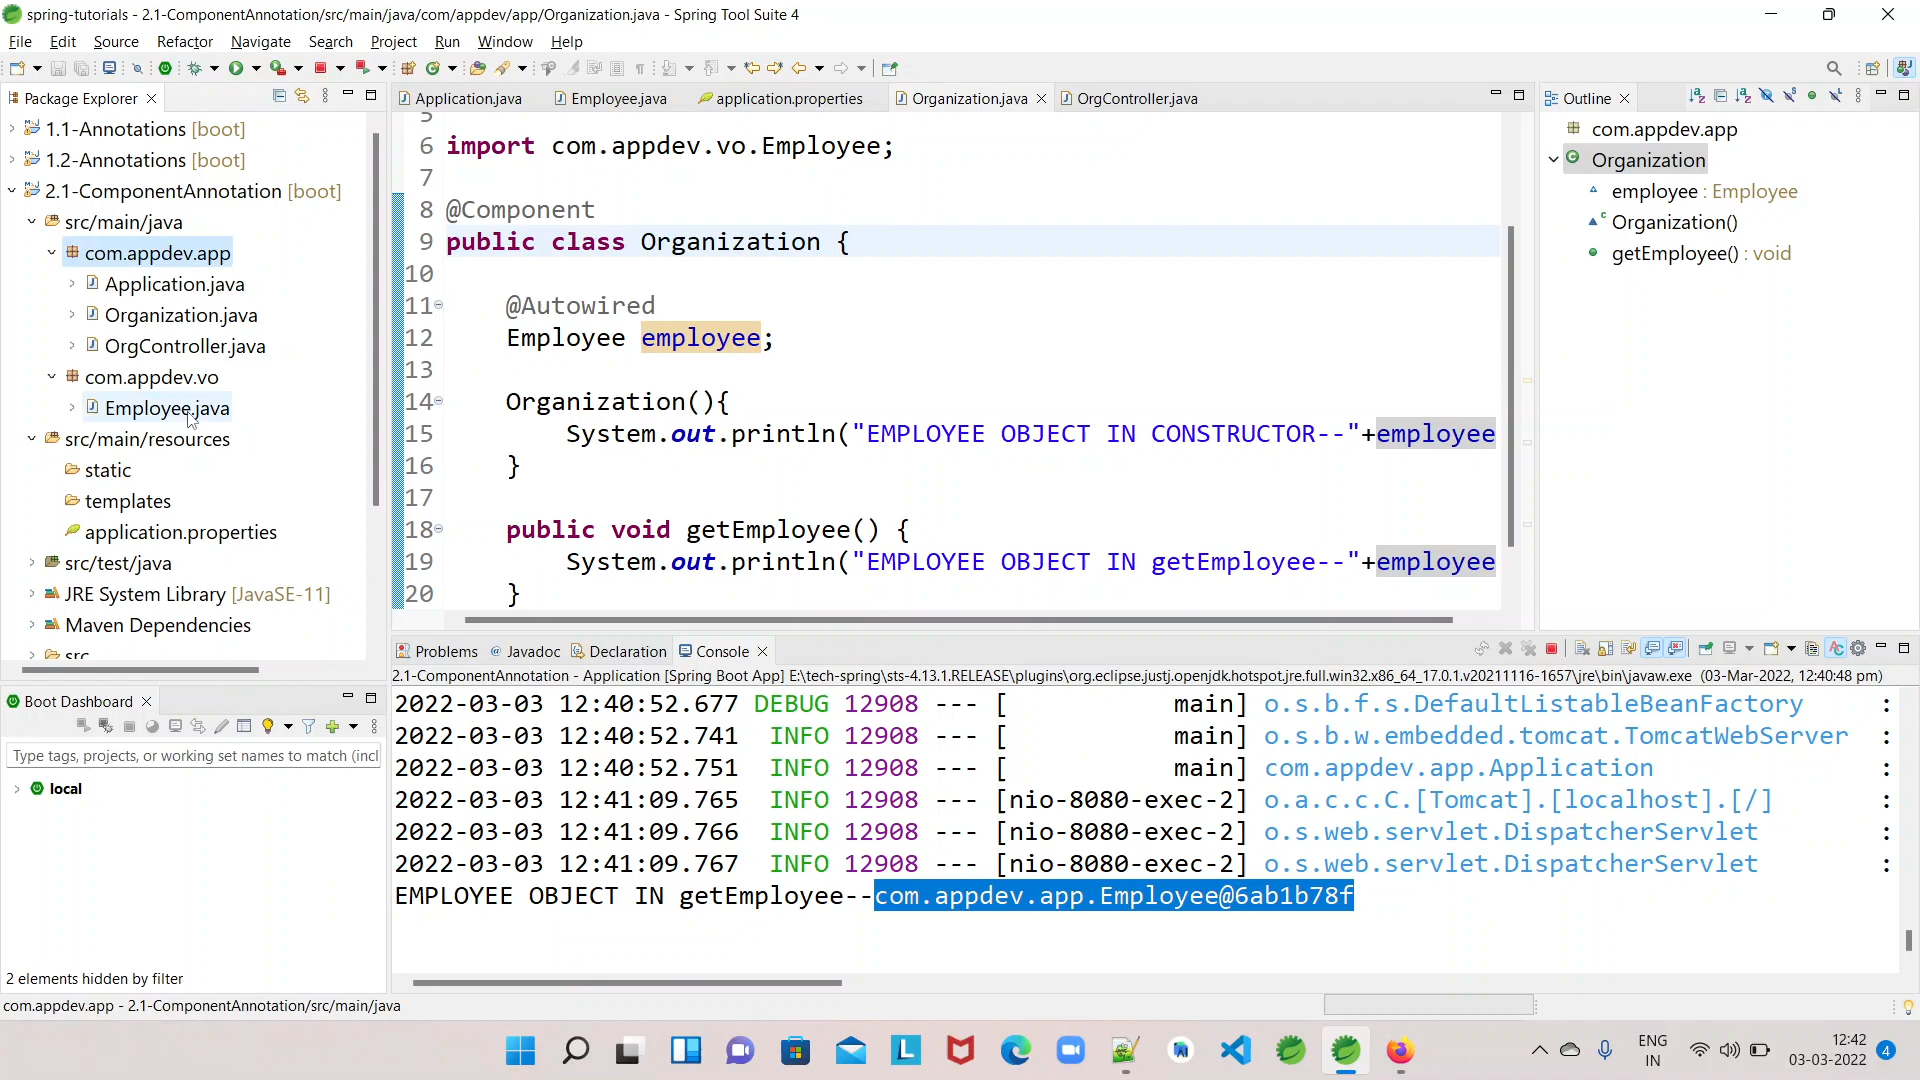 spring-tutorials - 2.1-ComponentAnnotation/src/main/java/com/appdev/app/Organization.java - Spring Tool Suite 4
File Edit Source Refactor Navigate Search Project Run Window Help
Package Explorer
1.1-Annotations [boot]
1.2-Annotations [boot]
2.1-ComponentAnnotation [boot]
src/main/java
com.appdev.app
Application.java
Organization.java
OrgController.java
com.appdev.vo
Employee.java
src/main/resources
static
templates
application.properties
src/test/java
JRE System Library [JavaSE-11]
Maven Dependencies
src
Application.java Employee.java application.properties Organization.java OrgController.java
5
6 import com.appdev.vo.Employee;
7
8 @Component
9 public class Organization {
10
11 @Autowired
12 Employee employee;
13
14 Organization(){
15 System.out.println("EMPLOYEE OBJECT IN CONSTRUCTOR--"+employee
16 }
17
18 public void getEmployee() {
19 System.out.println("EMPLOYEE OBJECT IN getEmployee--"+employee
20 }
Outline
com.appdev.app
Organization
employee : Employee
Organization()
getEmployee() : void
Boot Dashboard
Type tags, projects, or working set names to match (incl
local
2 elements hidden by filter
Problems @ Javadoc Declaration Console
2.1-ComponentAnnotation - Application [Spring Boot App] E:\tech-spring\sts-4.13.1.RELEASE\plugins\org.eclipse.justj.openjdk.hotspot.jre.full.win32.x86_64_17.0.1.v20211116-1657\jre\bin\javaw.exe (03-Mar-2022, 12:40:48 pm)
2022-03-03 12:40:52.677 DEBUG 12908 --- [ main] o.s.b.f.s.DefaultListableBeanFactory :
2022-03-03 12:40:52.741 INFO 12908 --- [ main] o.s.b.w.embedded.tomcat.TomcatWebServer :
2022-03-03 12:40:52.751 INFO 12908 --- [ main] com.appdev.app.Application :
2022-03-03 12:41:09.765 INFO 12908 --- [nio-8080-exec-2] o.a.c.c.C.[Tomcat].[localhost].[/] :
2022-03-03 12:41:09.766 INFO 12908 --- [nio-8080-exec-2] o.s.web.servlet.DispatcherServlet :
2022-03-03 12:41:09.767 INFO 12908 --- [nio-8080-exec-2] o.s.web.servlet.DispatcherServlet :
EMPLOYEE OBJECT IN getEmployee--com.appdev.app.Employee@6ab1b78f
com.appdev.app - 2.1-ComponentAnnotation/src/main/java
ENG
IN
12:42
03-03-2022
4